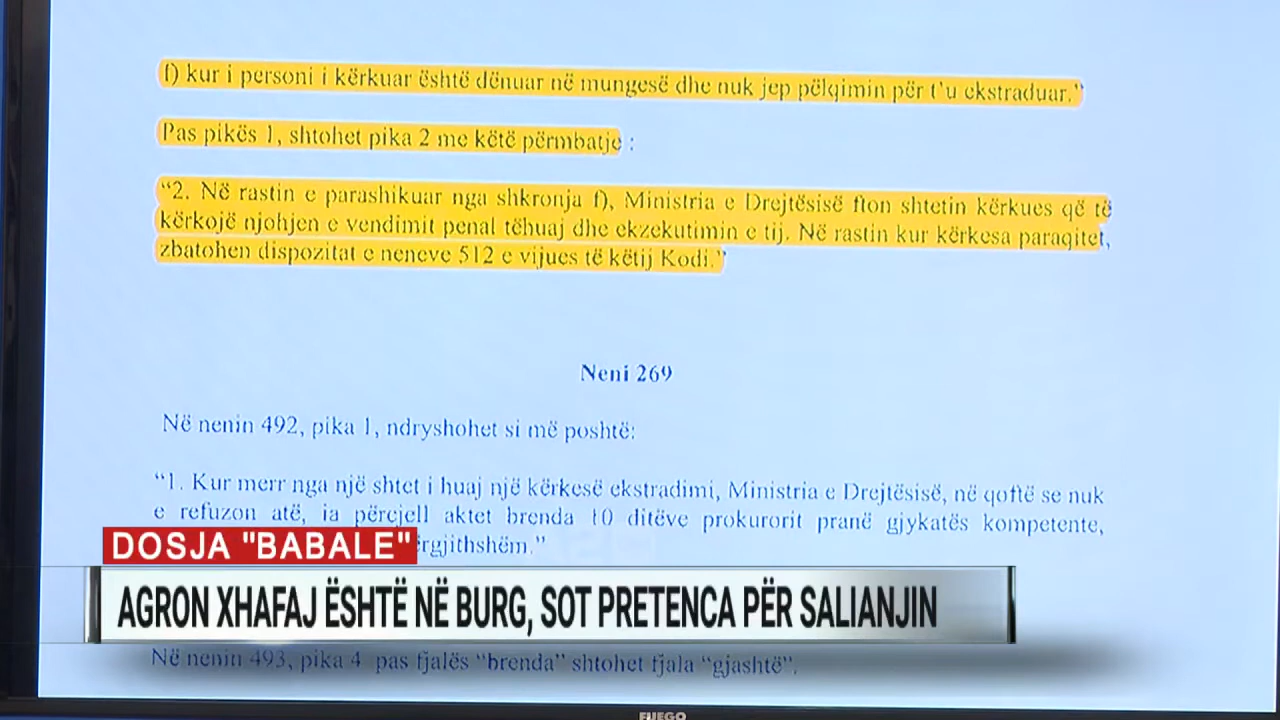 f) kur i personi i kërkuar është dënuar në mungesë dhe nuk jep pëlqimin për t'u ekstraduar."
Pas pikës 1, shtohet pika 2 me këtë përmbatje :
"2. Në rastin e parashikuar nga shkronja f), Ministria e Drejtësisë fton shtetin kërkues që të
kërkojë njohjen e vendimit penal tëhuaj dhe ekzekutimin e tij. Në rastin kur kërkesa paraqitet,
zbatohen dispozitat e neneve 512 e vijues të këtij Kodi."
Neni 269
Në nenin 492, pika 1, ndryshohet si më poshtë:
"1. Kur merr nga një shtet i huaj një kërkesë ekstradimi, Ministria e Drejtësisë, në qoftë se nuk
e refuzon atë, ia përcjell aktet brenda 10 ditëve prokurorit pranë gjykatës kompetente,
ërgjithshëm."
DOSJA "BABALE"
AGRON XHAFAJ ËSHTË NË BURG, SOT PRETENCA PËR SALIANJIN
Në nenin 493, pika 4 pas fjalës "brenda" shtohet fjala "gjashtë".
FUEGO